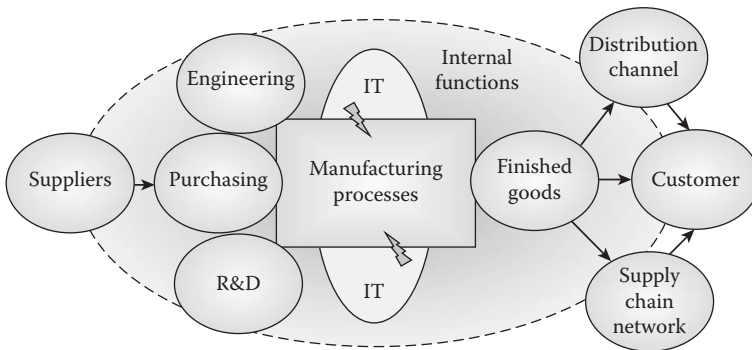 Distribution
channel
Internal
functions
Engineering
IT
Suppliers
Purchasing
Manufacturing
processes
Finished
goods
Customer
R&D
IT
Supply
chain
network